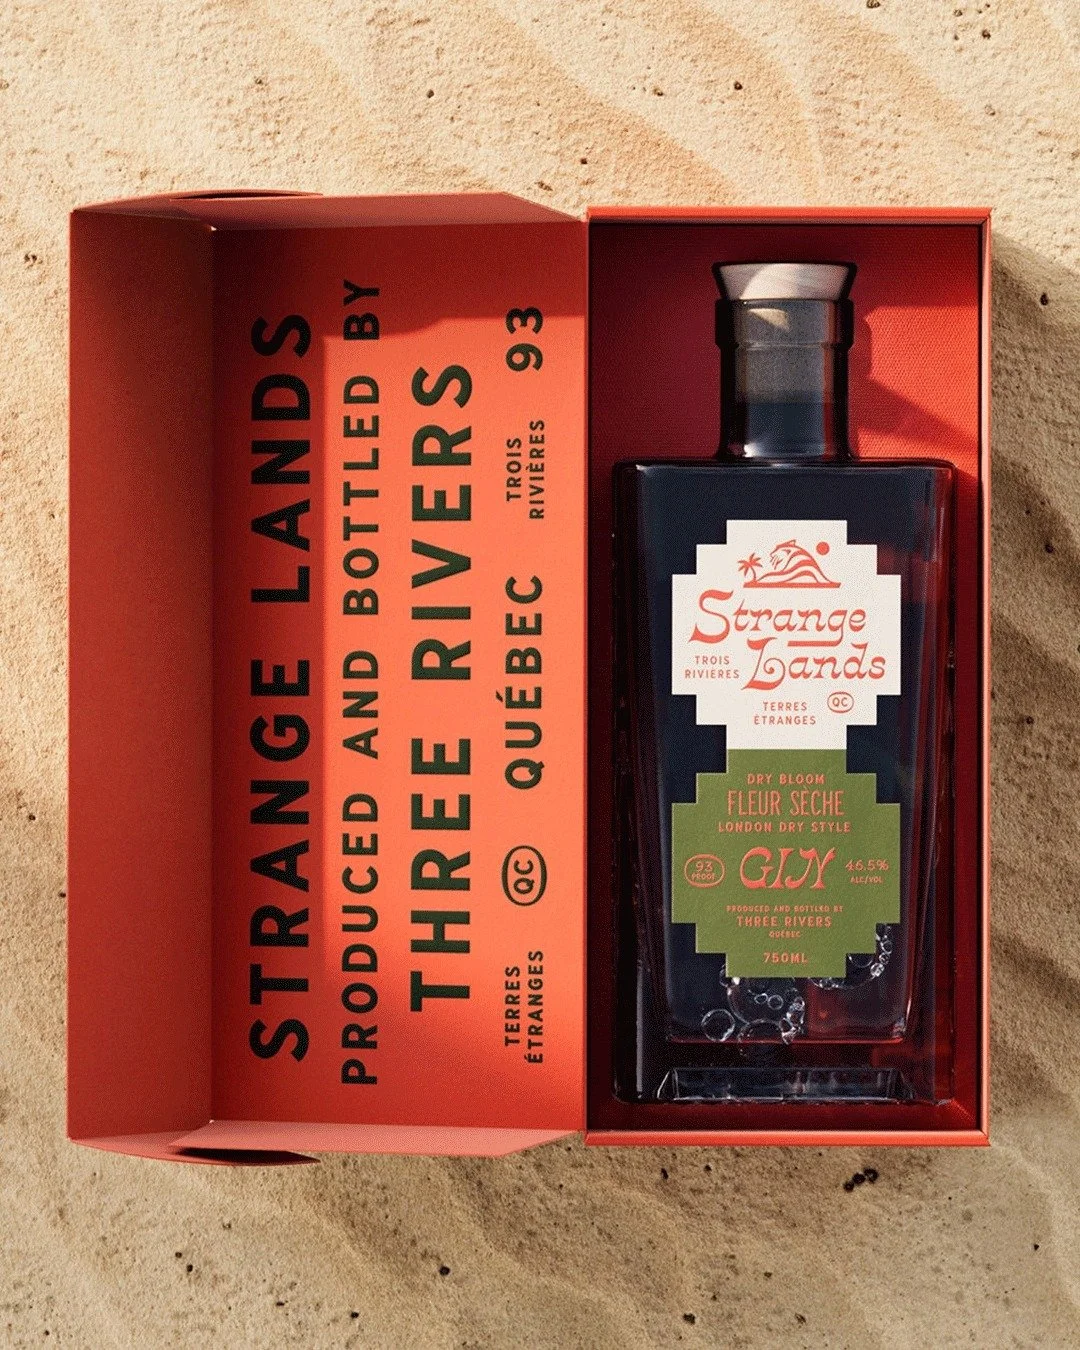 STRANGE LANDS
PRODUCED AND BOTTLED BY
THREE RIVERS
TERRES
ÉTRANGES
QC
QUÉBEC
TROIS
RIVIÈRES
93
Strange
Lands
TROIS
RIVIÈRES
TERRES
ÉTRANGES
QC
DRY BLOOM
FLEUR SÈCHE
LONDON DRY STYLE
93
PROOF
GIN
46.5%
ALC/VOL
PRODUCED AND BOTTLED BY
THREE RIVERS
QUÉBEC
750ML